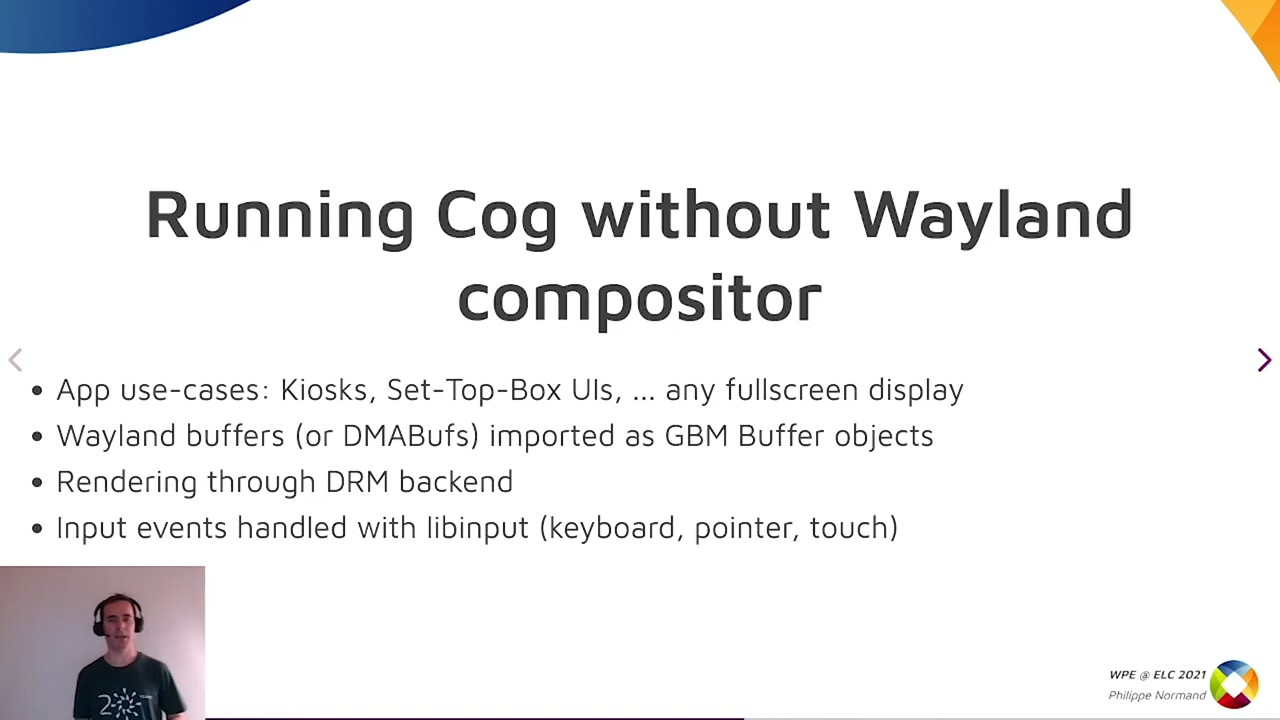 Running Cog without Wayland
compositor
• App use-cases: Kiosks, Set-Top-Box UIs, ... any fullscreen display
• Wayland buffers (or DMABufs) imported as GBM Buffer objects
• Rendering through DRM backend
• Input events handled with libinput (keyboard, pointer, touch)
20
WPE @ ELC 2021
Philippe Normand